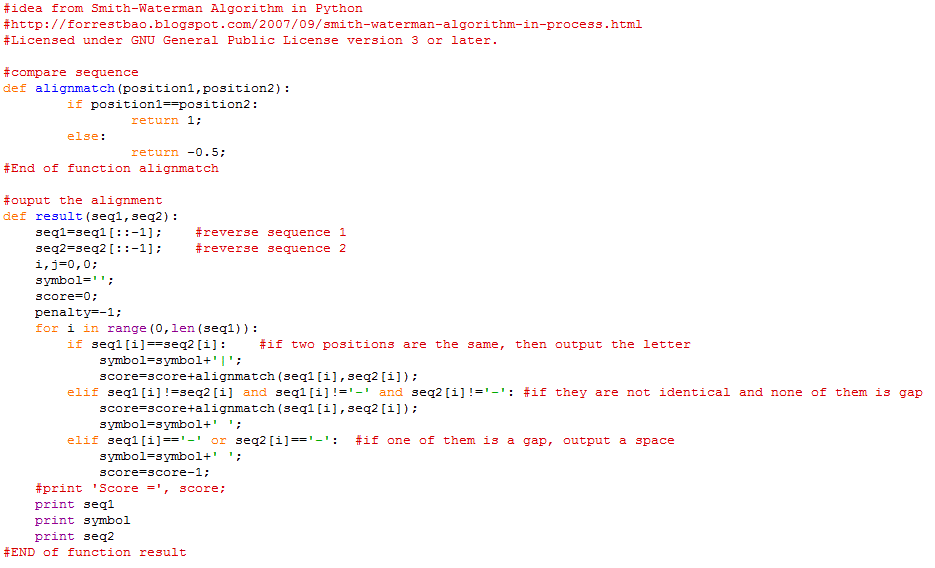 #idea from Smith-Waterman Algorithm in Python
#http://forrestbao.blogspot.com/2007/09/smith-waterman-algorithm-in-process.html
#Licensed under GNU General Public License version 3 or later.

#compare sequence
def alignmatch(position1,position2):
        if position1==position2:
                return 1;
        else:
                return -0.5;
#End of function alignmatch

#ouput the alignment
def result(seq1,seq2):
    seq1=seq1[::-1];    #reverse sequence 1
    seq2=seq2[::-1];    #reverse sequence 2
    i,j=0,0;
    symbol='';
    score=0;
    penalty=-1;
    for i in range(0,len(seq1)):
        if seq1[i]==seq2[i]:    #if two positions are the same, then output the letter
            symbol=symbol+'|';
            score=score+alignmatch(seq1[i],seq2[i]);
        elif seq1[i]!=seq2[i] and seq1[i]!='-' and seq2[i]!='-': #if they are not identical and none of them is gap
            score=score+alignmatch(seq1[i],seq2[i]);
            symbol=symbol+' ';
        elif seq1[i]=='-' or seq2[i]=='-':  #if one of them is a gap, output a space
            symbol=symbol+' ';
            score=score-1;
    #print 'Score =', score;
    print seq1
    print symbol
    print seq2
#END of function result